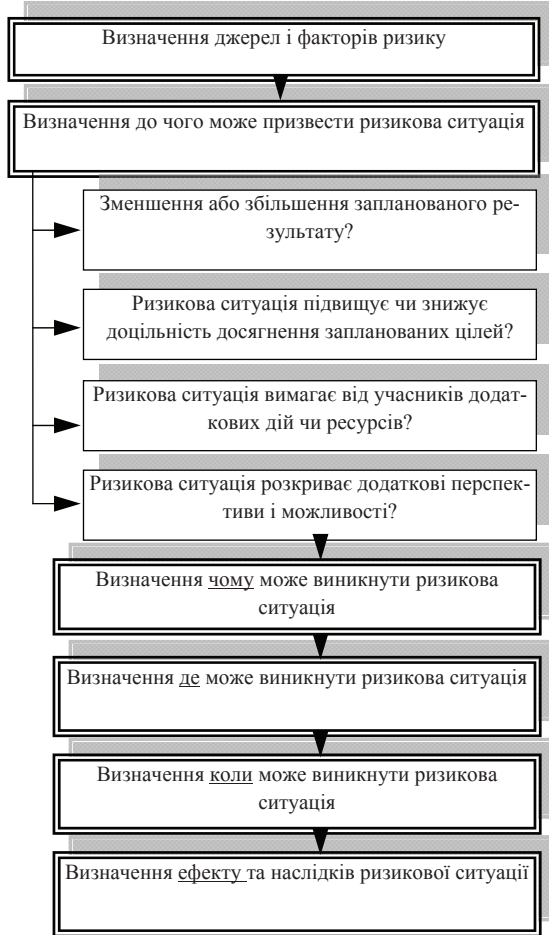 Визначення джерел і факторів ризику
Визначення до чого може призвести ризикова ситуація
Зменшення або збільшення запланованого ре-
зультату?
Ризикова ситуація підвищує чи знижує
доцільність досягнення запланованих цілей?
Ризикова ситуація вимагає від учасників додат-
кових дій чи ресурсів?
Ризикова ситуація розкриває додаткові перспек-
тиви і можливості?
Визначення чому може виникнути ризикова
ситуація
Визначення де може виникнути ризикова ситуація
Визначення коли може виникнути ризикова
ситуація
Визначення ефекту та наслідків ризикової ситуації